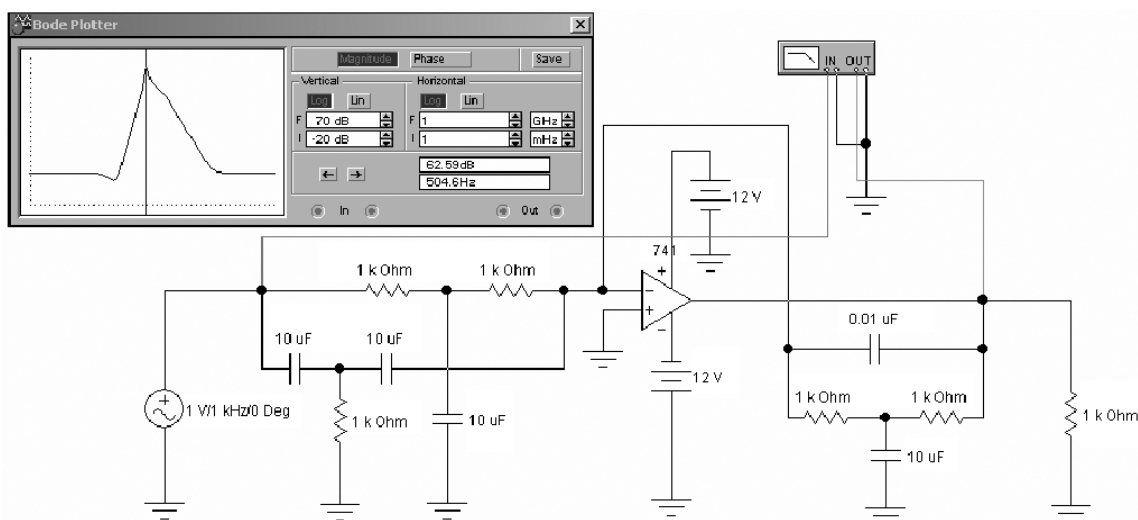 Bode Plotter
Magnitude Phase Save
Vertical Horizontal
Log Lin Log Lin
F 70 dB F 1 GHz
I -20 dB I 1 mHz
62.59dB
504.6Hz
In Out
IN OUT
12 V
741
1 k Ohm 1 k Ohm
0.01 uF
10 uF 10 uF
12 V
1 V/1 kHz/0 Deg
1 k Ohm 1 k Ohm
1 k Ohm
10 uF
1 k Ohm
10 uF